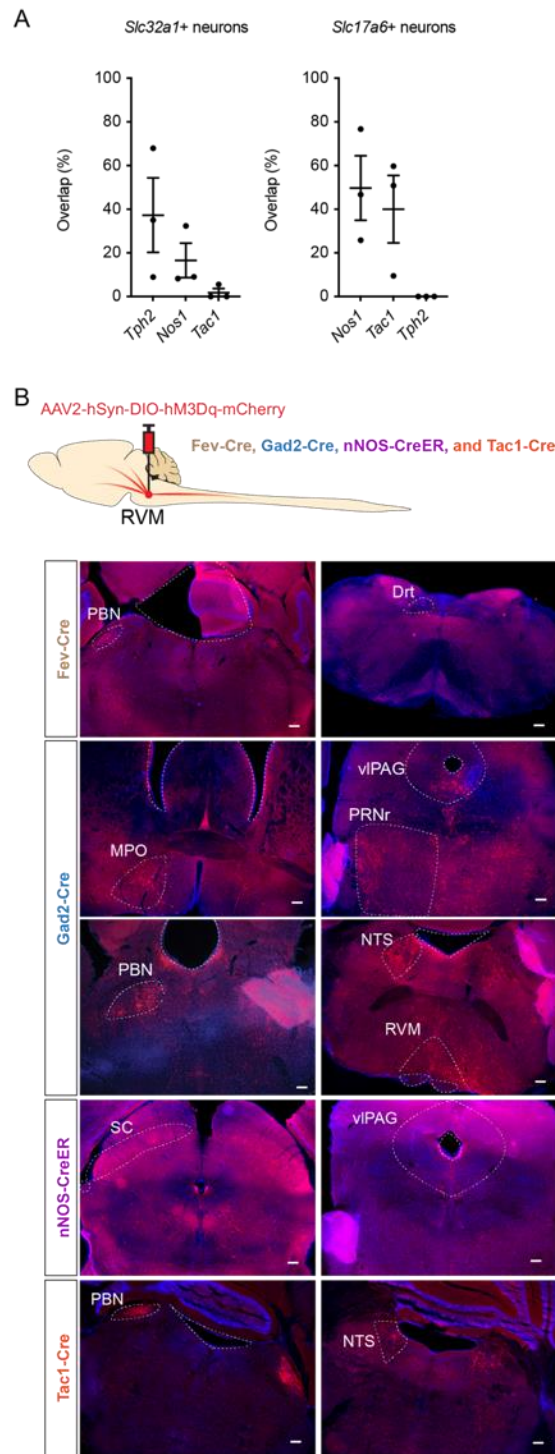 A
Slc32a1+ neurons
Slc17a6+ neurons
100
80
60
40
20
0
Overlap (%)
Tph2
Nos1
Tac1
100
80
60
40
20
0
Overlap (%)
Nos1
Tac1
Tph2
B
AAV2-hSyn-DIO-hM3Dq-mCherry
Fev-Cre, Gad2-Cre, nNOS-CreER, and Tac1-Cre
RVM
Fev-Cre
PBN
Drt
Gad2-Cre
MPO
vlPAG
PRNr
PBN
NTS
RVM
nNOS-CreER
SC
vlPAG
Tac1-Cre
PBN
NTS